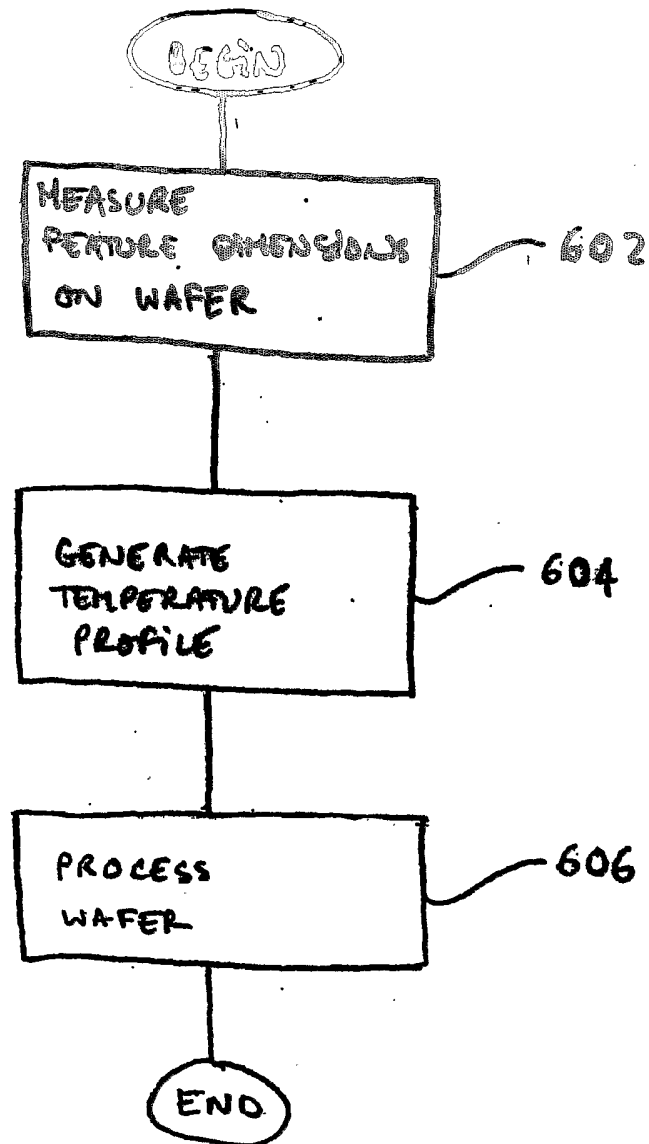 BEGIN
MEASURE
FEATURE DIMENSIONS
ON WAFER
602
GENERATE
TEMPERATURE
PROFILE
604
PROCESS
WAFER
606
END